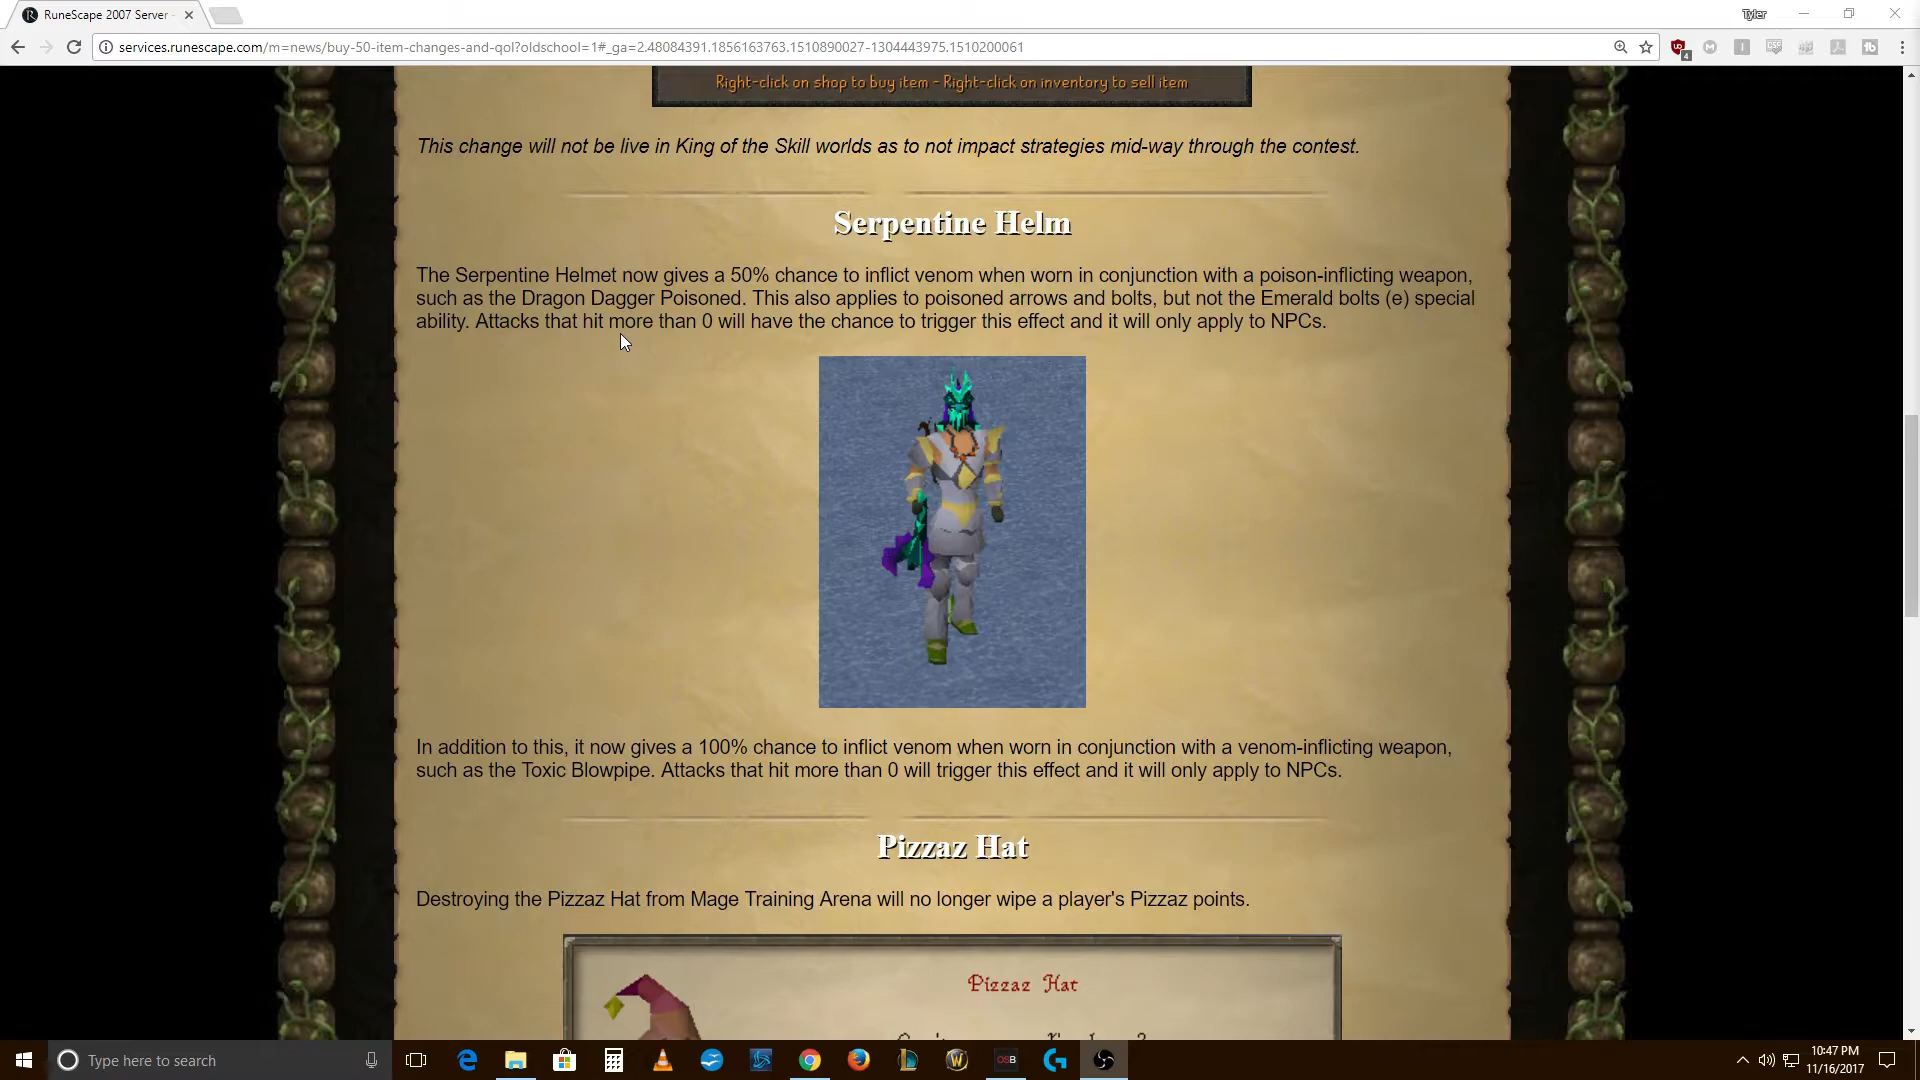 RuneScape 2007 Server -
Tyler
services.runescape.com/m=news/buy-50-item-changes-and-qol?oldschool=1#_ga=2.48084391.1856163763.1510890027-1304443975.1510200061
4
Right-click on shop to buy item - Right-click on inventory to sell item
This change will not be live in King of the Skill worlds as to not impact strategies mid-way through the contest.
Serpentine Helm
The Serpentine Helmet now gives a 50% chance to inflict venom when worn in conjunction with a poison-inflicting weapon,
such as the Dragon Dagger Poisoned. This also applies to poisoned arrows and bolts, but not the Emerald bolts (e) special
ability. Attacks that hit more than 0 will have the chance to trigger this effect and it will only apply to NPCs.
In addition to this, it now gives a 100% chance to inflict venom when worn in conjunction with a venom-inflicting weapon,
such as the Toxic Blowpipe. Attacks that hit more than 0 will trigger this effect and it will only apply to NPCs.
Pizzaz Hat
Destroying the Pizzaz Hat from Mage Training Arena will no longer wipe a player's Pizzaz points.
Pizzaz Hat
Type here to search
OSB
10:47 PM
11/16/2017